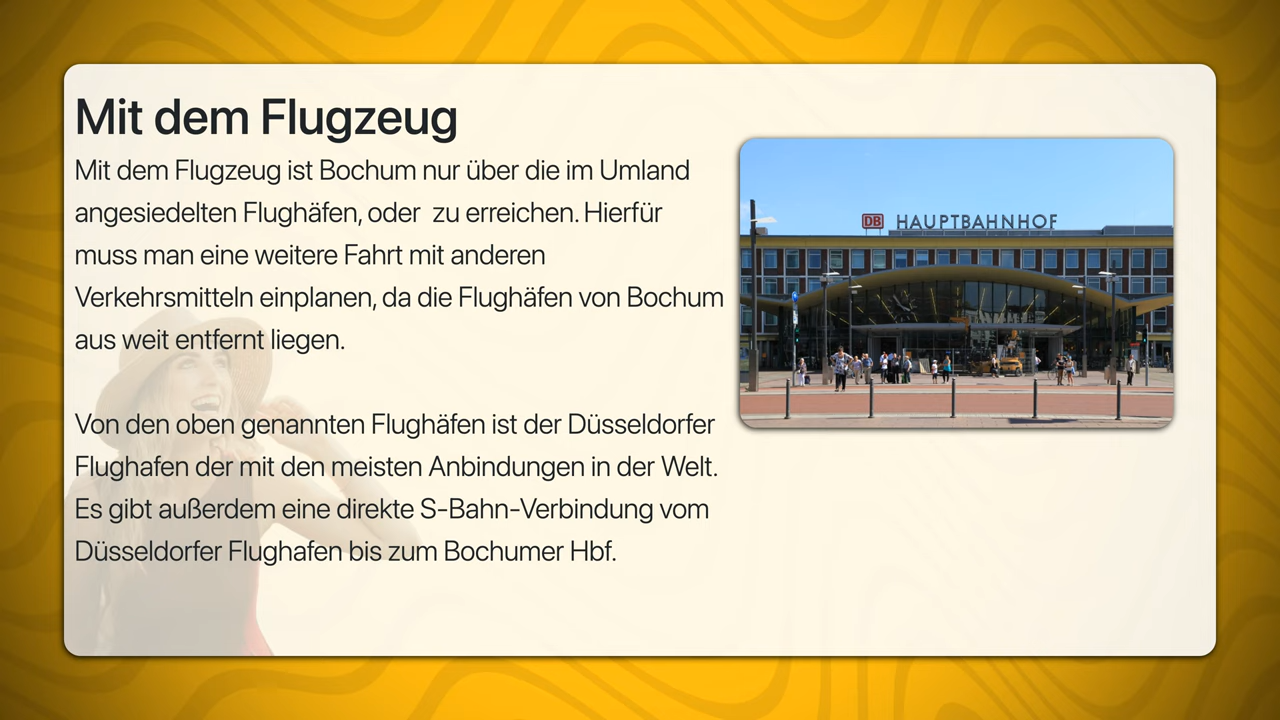 Mit dem Flugzeug
Mit dem Flugzeug ist Bochum nur über die im Umland
angesiedelten Flughäfen, oder  zu erreichen. Hierfür
muss man eine weitere Fahrt mit anderen
Verkehrsmitteln einplanen, da die Flughäfen von Bochum
aus weit entfernt liegen.
Von den oben genannten Flughäfen ist der Düsseldorfer
Flughafen der mit den meisten Anbindungen in der Welt.
Es gibt außerdem eine direkte S-Bahn-Verbindung vom
Düsseldorfer Flughafen bis zum Bochumer Hbf.
DB HAUPTBAHNHOF